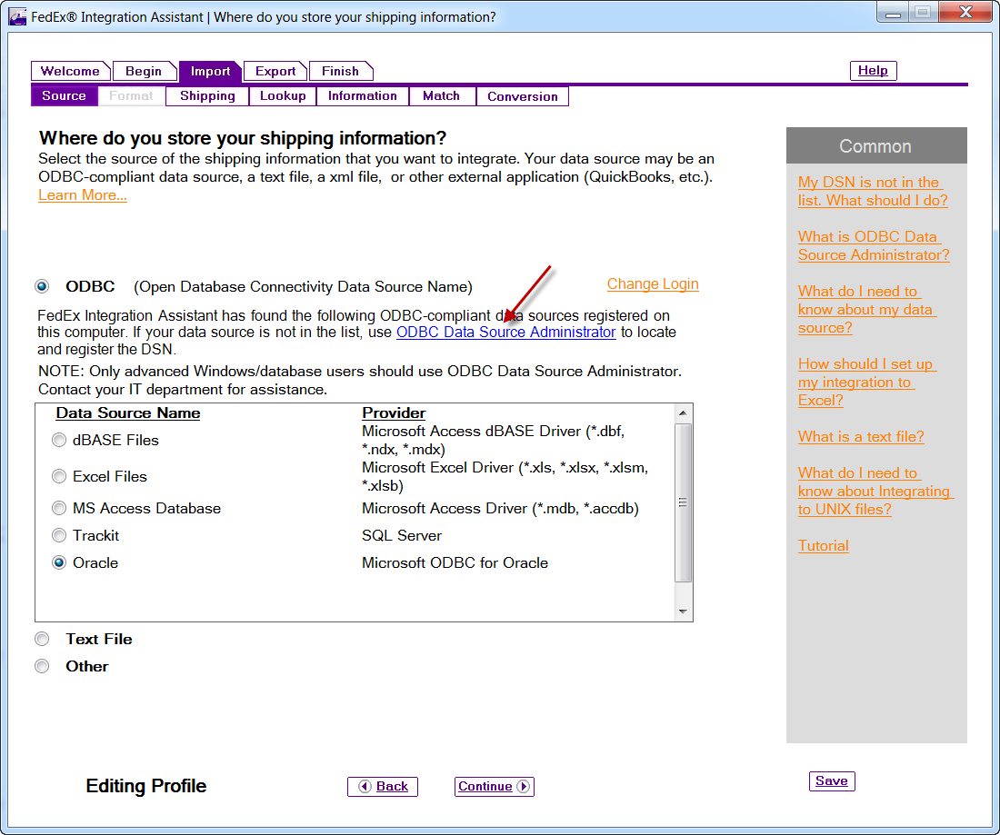 FedEx® Integration Assistant | Where do you store your shipping information?
Welcome Begin Import Export Finish Help
Source Format Shipping Lookup Information Match Conversion
Where do you store your shipping information?
Select the source of the shipping information that you want to integrate. Your data source may be an
ODBC-compliant data source, a text file, a xml file,  or other external application (QuickBooks, etc.).
Learn More...
ODBC (Open Database Connectivity Data Source Name) Change Login
FedEx Integration Assistant has found the following ODBC-compliant data sources registered on
this computer. If your data source is not in the list, use ODBC Data Source Administrator to locate
and register the DSN.
NOTE: Only advanced Windows/database users should use ODBC Data Source Administrator.
Contact your IT department for assistance.
Data Source Name Provider
dBASE Files Microsoft Access dBASE Driver (*.dbf,
*.ndx, *.mdx)
Excel Files Microsoft Excel Driver (*.xls, *.xlsx, *.xlsm,
*.xlsb)
MS Access Database Microsoft Access Driver (*.mdb, *.accdb)
Trackit SQL Server
Oracle Microsoft ODBC for Oracle
Text File
Other
Common
My DSN is not in the
list. What should I do?
What is ODBC Data
Source Administrator?
What do I need to
know about my data
source?
How should I set up
my integration to
Excel?
What is a text file?
What do I need to
know about Integrating
to UNIX files?
Tutorial
Editing Profile Back Continue Save